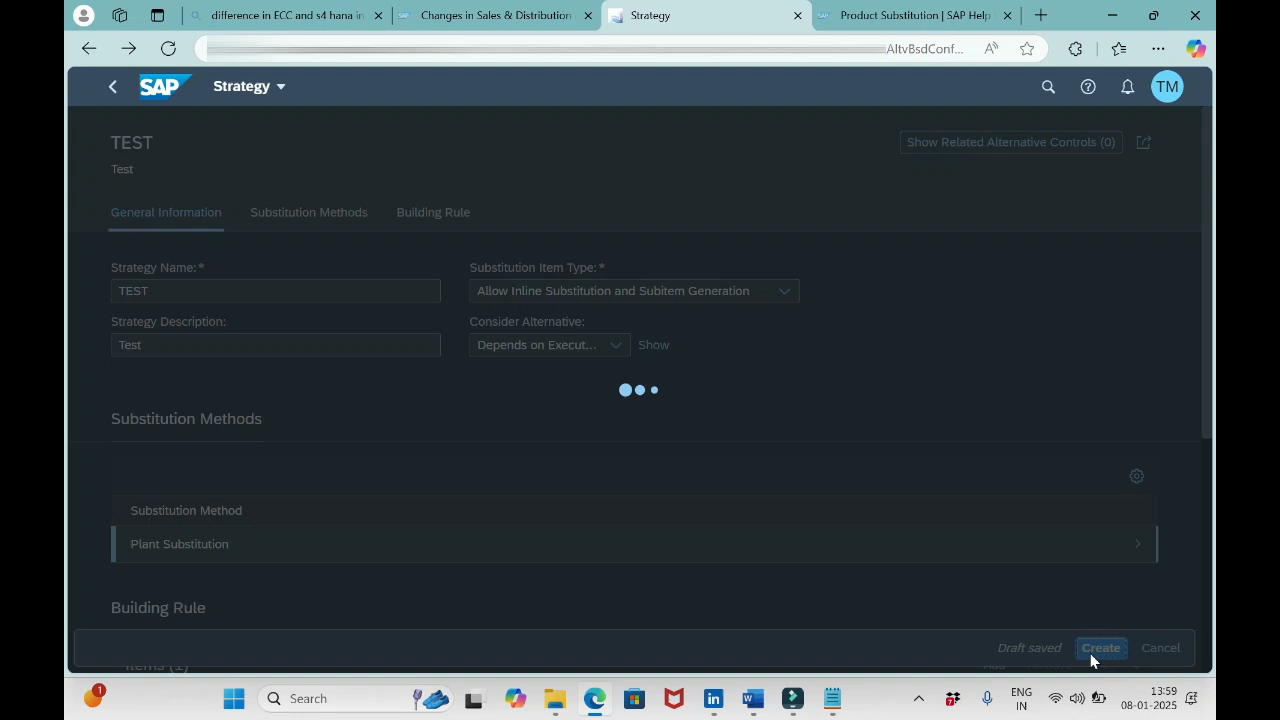 difference in ECC and s4 hana in
Changes in Sales & Distribution
Strategy
Product Substitution | SAP Help
AltvBsdConf...
SAP
Strategy
TM
TEST
Show Related Alternative Controls (0)
Test
General Information
Substitution Methods
Building Rule
Strategy Name:*
Substitution Item Type:*
TEST
Allow Inline Substitution and Subitem Generation
Strategy Description:
Consider Alternative:
Test
Depends on Execut...
Show
Substitution Methods
Substitution Method
Plant Substitution
Building Rule
Draft saved
Create
Cancel
Items (1)
1
Search
ENG
IN
13:59
08-01-2025